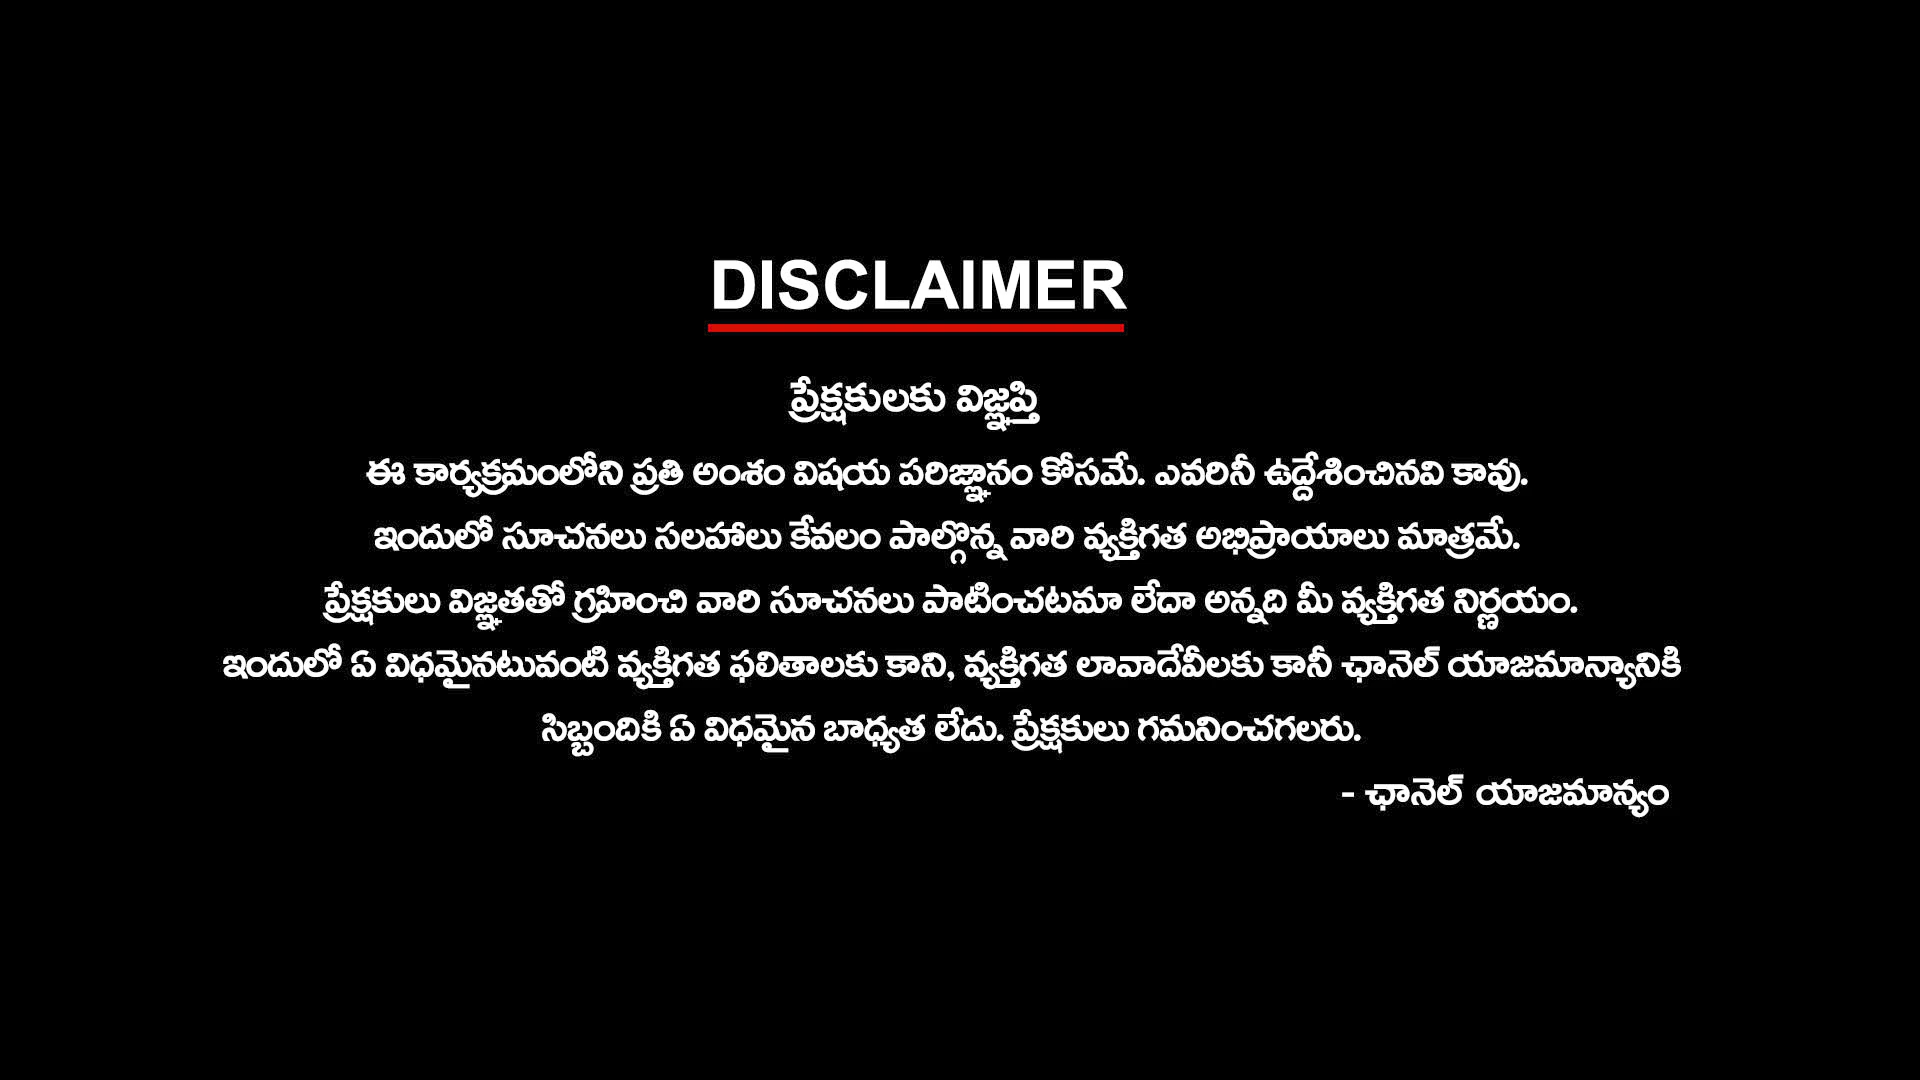 DISCLAIMER
ప్రేక్షకులకు విజ్ఞప్తి
ఈ కార్యక్రమంలోని ప్రతి అంశం విషయ పరిజ్ఞానం కోసమే. ఎవరినీ ఉద్దేశించినవి కావు.
ఇందులో సూచనలు సలహాలు కేవలం పాల్గొన్న వారి వ్యక్తిగత అభిప్రాయాలు మాత్రమే.
ప్రేక్షకులు విజ్ఞతతో గ్రహించి వారి సూచనలు పాటించటమా లేదా అన్నది మీ వ్యక్తిగత నిర్ణయం.
ఇందులో ఏ విధమైనటువంటి వ్యక్తిగత ఫలితాలకు కాని, వ్యక్తిగత లావాదేవీలకు కానీ ఛానెల్ యాజమాన్యానికి
సిబ్బందికి ఏ విధమైన బాధ్యత లేదు. ప్రేక్షకులు గమనించగలరు.
- ఛానెల్ యాజమాన్యం